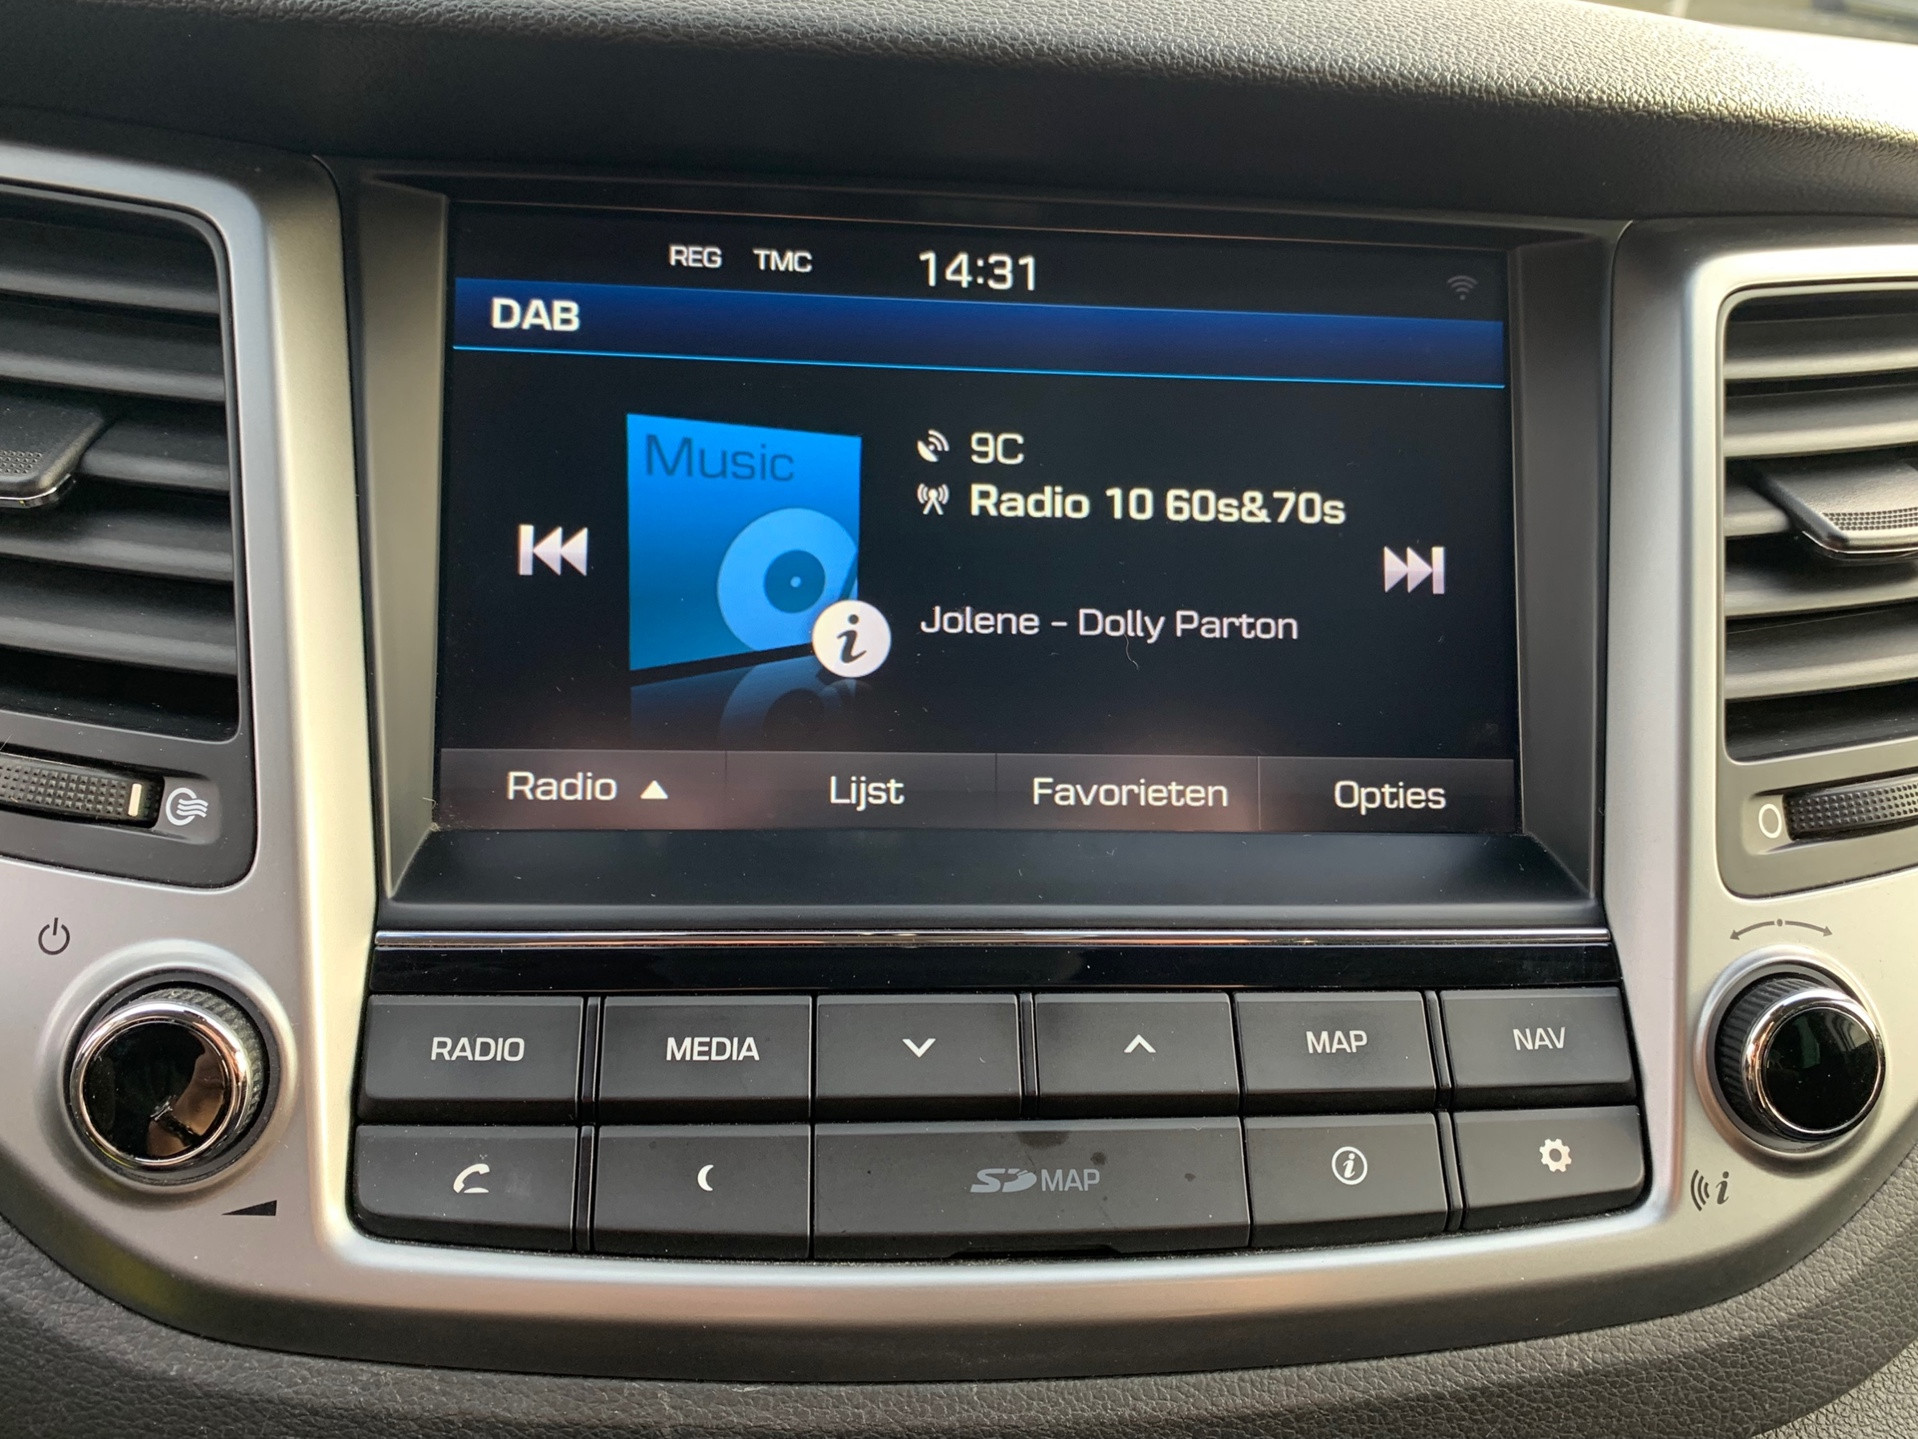 REG TMC 14:31
DAB
Music
9C
Radio 10 60s&70s
Jolene - Dolly Parton
Radio Lijst Favorieten Opties
RADIO MEDIA MAP NAV
SD MAP